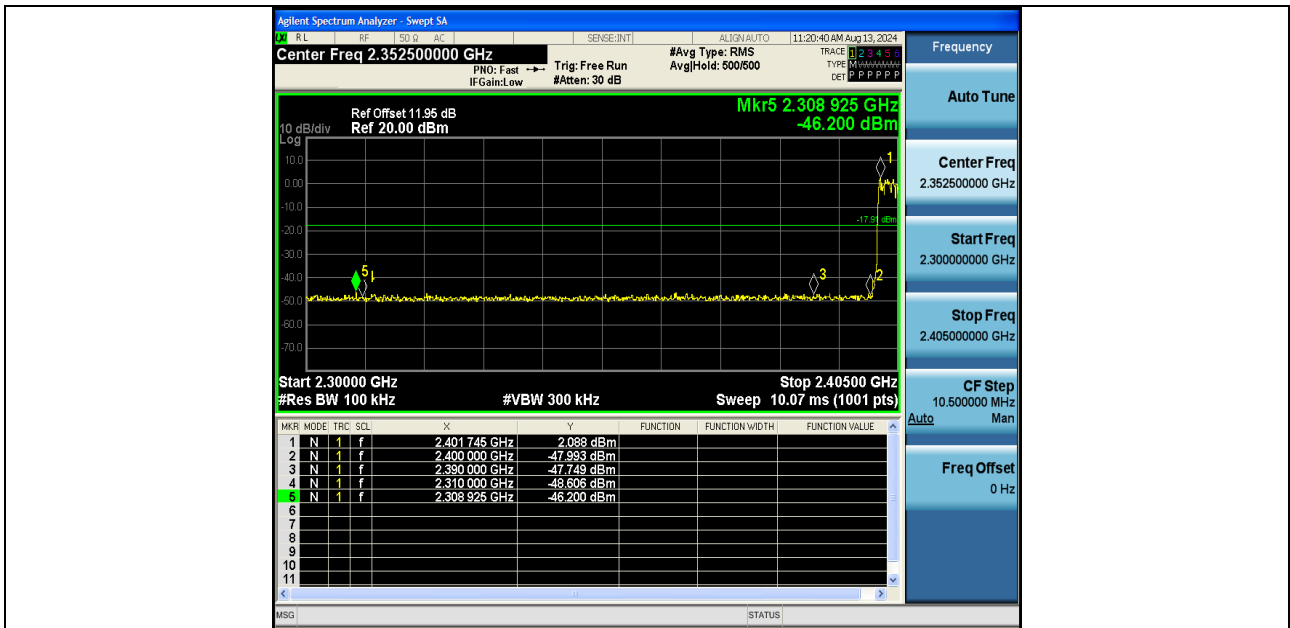 Agilent Spectrum Analyzer - Swept SA
LXI RL RF 50 Ω AC SENSE:INT ALIGN AUTO 11:20:40 AM Aug 13, 2024
Center Freq 2.352500000 GHz
PNO: Fast
IFGain:Low
Trig: Free Run
#Atten: 30 dB
#Avg Type: RMS
Avg|Hold: 500/500
TRACE 1 2 3 4 5 6
TYPE M
DET P P P P P P
Mkr5 2.308 925 GHz
-46.200 dBm
Ref Offset 11.95 dB
10 dB/div Ref 20.00 dBm
Log
10.0
0.00
-10.0
-20.0
-30.0
-40.0
-50.0
-60.0
-70.0
1
-17.91 dBm
5
3
2
Start 2.30000 GHz Stop 2.40500 GHz
#Res BW 100 kHz #VBW 300 kHz Sweep 10.07 ms (1001 pts)
MKR MODE TRC SCL X Y FUNCTION FUNCTION WIDTH FUNCTION VALUE
1 N 1 f 2.401 745 GHz 2.088 dBm
2 N 1 f 2.400 000 GHz -47.993 dBm
3 N 1 f 2.390 000 GHz -47.749 dBm
4 N 1 f 2.310 000 GHz -48.606 dBm
5 N 1 f 2.308 925 GHz -46.200 dBm
6
7
8
9
10
11
MSG STATUS
Frequency
Auto Tune
Center Freq
2.352500000 GHz
Start Freq
2.300000000 GHz
Stop Freq
2.405000000 GHz
CF Step
10.500000 MHz
Auto Man
Freq Offset
0 Hz